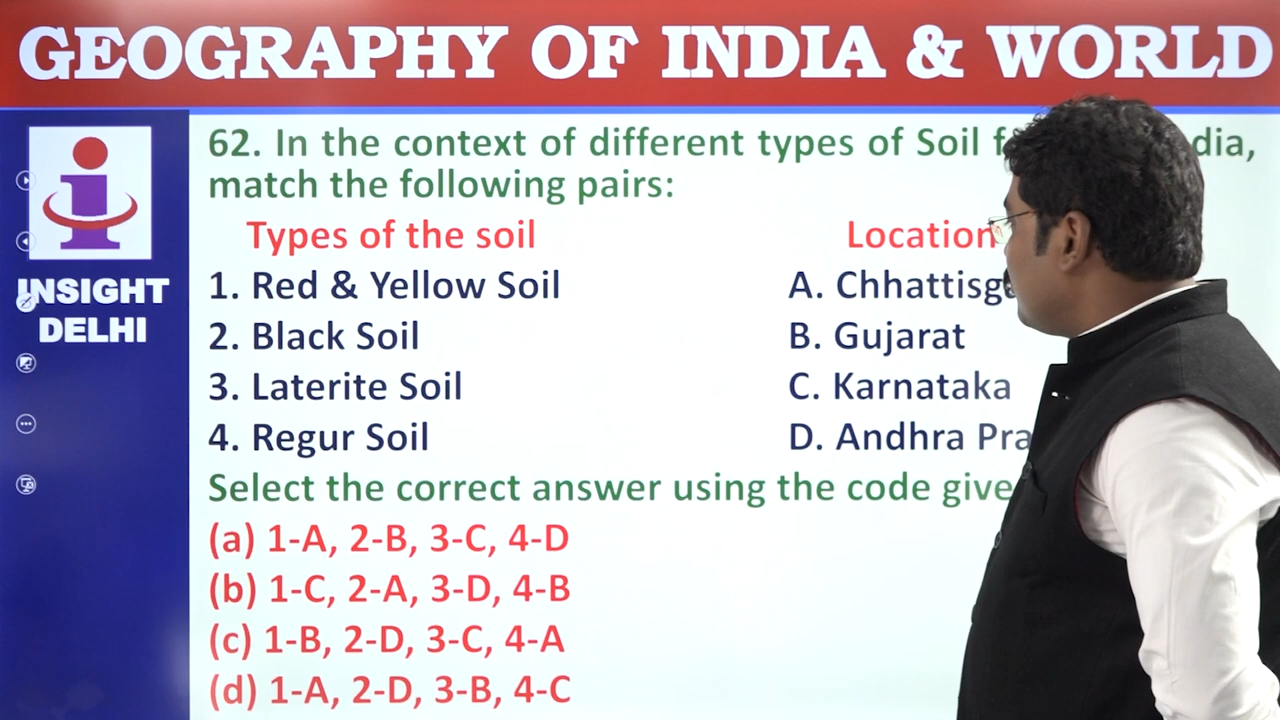 GEOGRAPHY OF INDIA & WORLD
INSIGHT
DELHI
62. In the context of different types of Soil
match the following pairs:
Types of the soil Location
1. Red & Yellow Soil A.
2. Black Soil B. Gujarat
3. Laterite Soil C. Karnataka
4. Regur Soil D. Andhra
Select the correct answer using the code
(a) 1-A, 2-B, 3-C, 4-D
(b) 1-C, 2-A, 3-D, 4-B
(c) 1-B, 2-D, 3-C, 4-A
(d) 1-A, 2-D, 3-B, 4-C